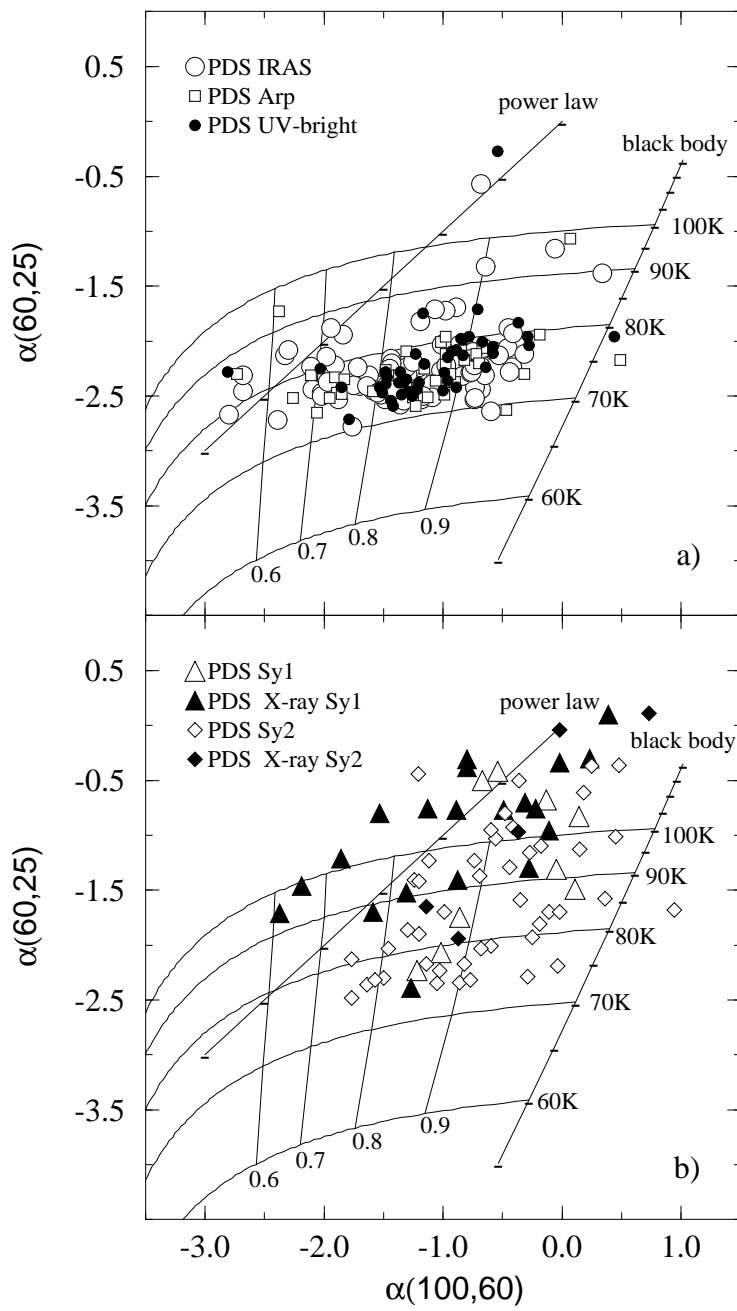 0.5
PDS IRAS
PDS Arp
PDS UV-bright
power law
black body
-0.5
100K
90K
-1.5
80K
α(60,25)
-2.5
70K
60K
-3.5
0.9
0.8
0.7
0.6
a)
0.5
PDS Sy1
PDS X-ray Sy1
PDS Sy2
PDS X-ray Sy2
power law
black body
-0.5
100K
90K
-1.5
80K
α(60,25)
-2.5
70K
60K
-3.5
0.9
0.8
0.7
0.6
b)
-3.0 -2.0 -1.0 0.0 1.0
α(100,60)